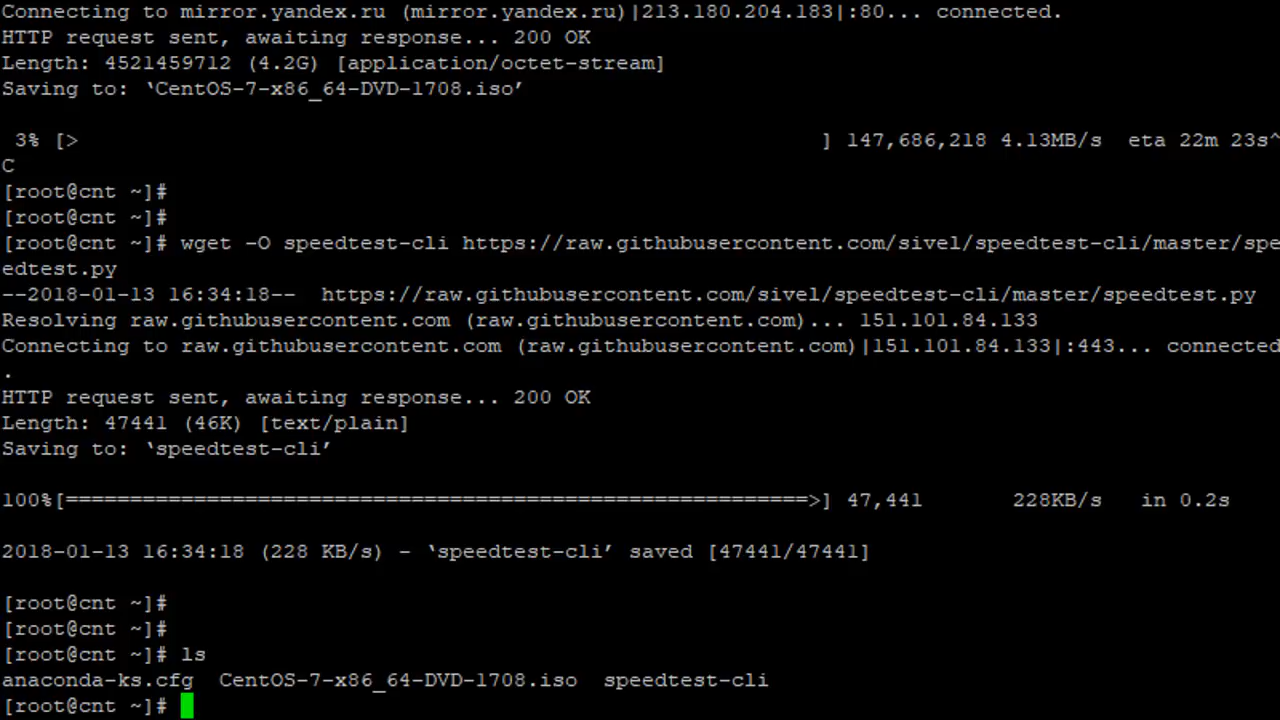 Connecting to mirror.yandex.ru (mirror.yandex.ru)|213.180.204.183|:80... connected.
HTTP request sent, awaiting response... 200 OK
Length: 4521459712 (4.2G) [application/octet-stream]
Saving to: ‘CentOS-7-x86_64-DVD-1708.iso’
3% [> ] 147,686,218 4.13MB/s eta 22m 23s^
C
[root@cnt ~]#
[root@cnt ~]#
[root@cnt ~]# wget -O speedtest-cli https://raw.githubusercontent.com/sivel/speedtest-cli/master/spe
edtest.py
--2018-01-13 16:34:18-- https://raw.githubusercontent.com/sivel/speedtest-cli/master/speedtest.py
Resolving raw.githubusercontent.com (raw.githubusercontent.com)... 151.101.84.133
Connecting to raw.githubusercontent.com (raw.githubusercontent.com)|151.101.84.133|:443... connected
.
HTTP request sent, awaiting response... 200 OK
Length: 47441 (46K) [text/plain]
Saving to: ‘speedtest-cli’
100%[==========================================================>] 47,441 228KB/s in 0.2s
2018-01-13 16:34:18 (228 KB/s) - ‘speedtest-cli’ saved [47441/47441]
[root@cnt ~]#
[root@cnt ~]#
[root@cnt ~]# ls
anaconda-ks.cfg CentOS-7-x86_64-DVD-1708.iso speedtest-cli
[root@cnt ~]#